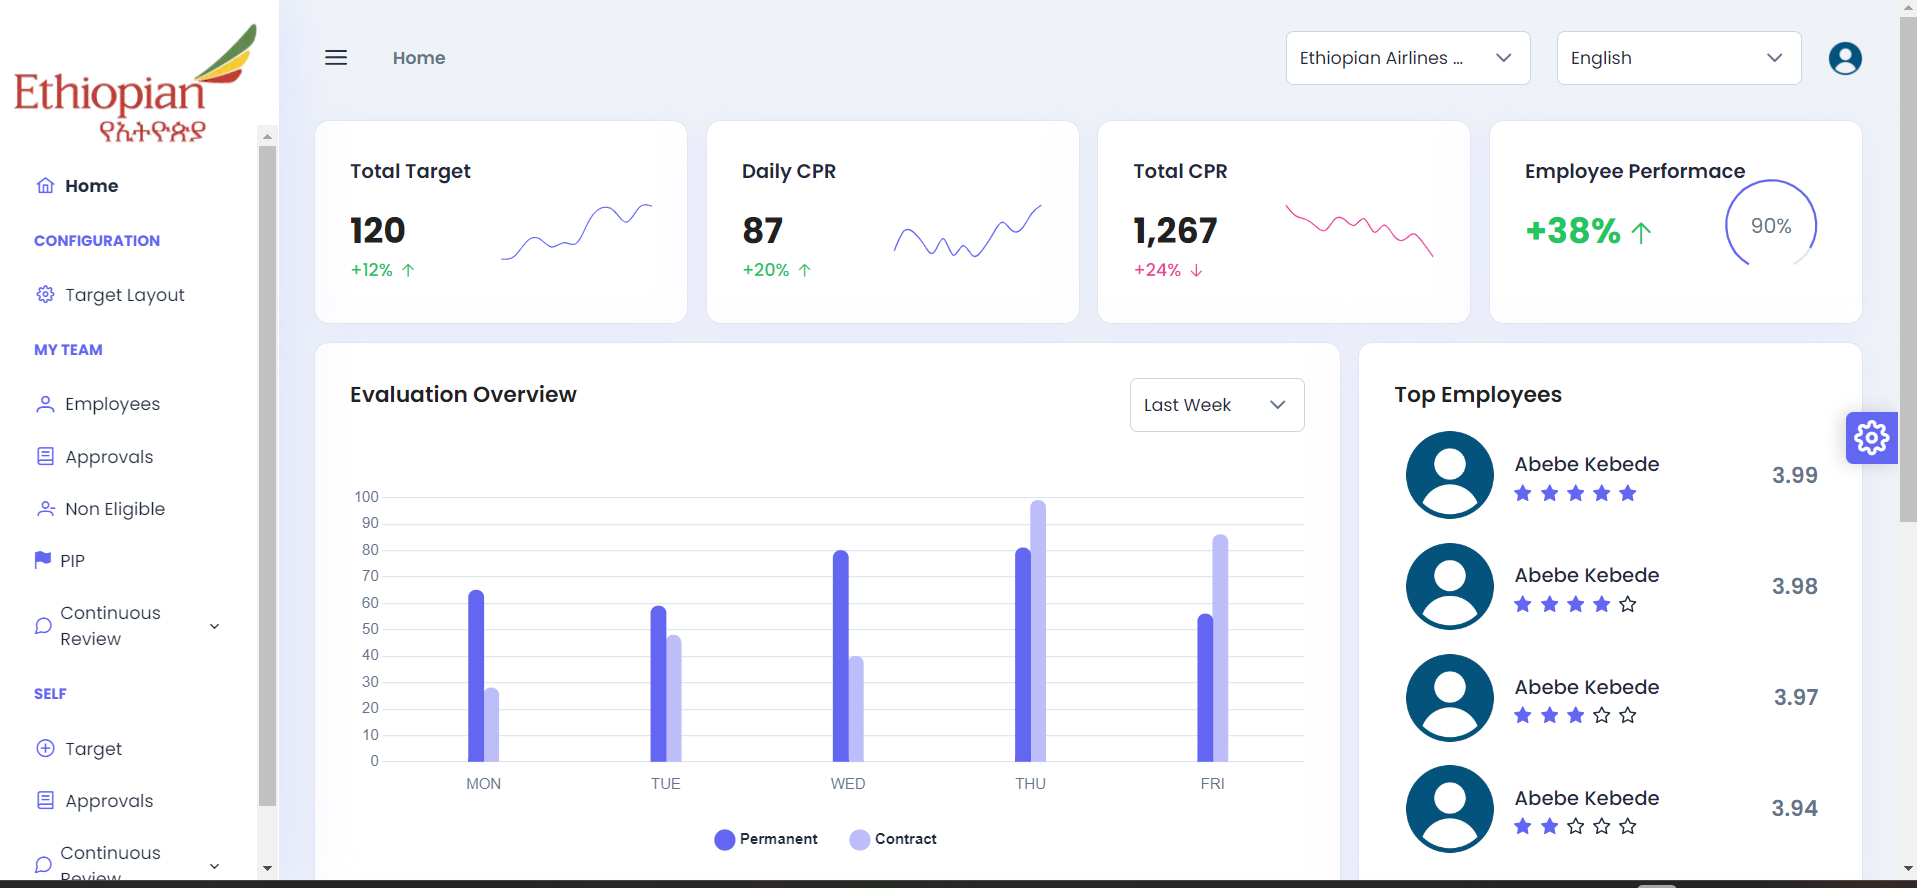 Ethiopian
የኢትዮጵያ
Home
CONFIGURATION
Target Layout
MY TEAM
Employees
Approvals
Non Eligible
PIP
Continuous
Review
SELF
Target
Approvals
Continuous
Review
Home
Ethiopian Airlines ...
English
Total Target
120
+12%
Daily CPR
87
+20%
Total CPR
1,267
+24%
Employee Performace
+38%
90%
Evaluation Overview
Last Week
100
90
80
70
60
50
40
30
20
10
0
MON TUE WED THU FRI
Permanent Contract
Top Employees
Abebe Kebede
3.99
Abebe Kebede
3.98
Abebe Kebede
3.97
Abebe Kebede
3.94